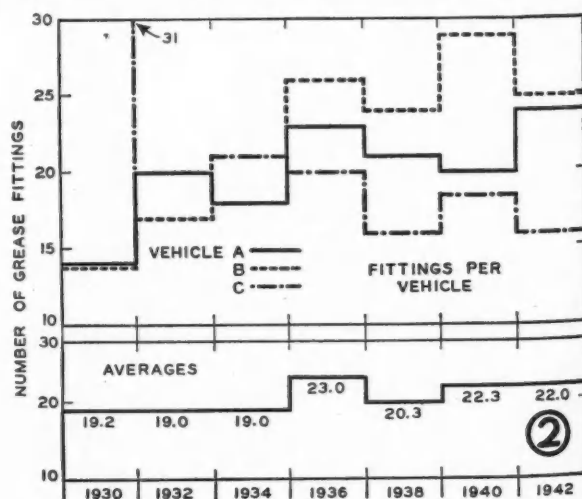 NUMBER OF GREASE FITTINGS
30
31
25
20
15
10
VEHICLE A
B
C
FITTINGS PER
VEHICLE
30
20
10
AVERAGES
19.2 19.0 19.0 23.0 20.3 22.3 22.0
②
1930 1932 1934 1936 1938 1940 1942